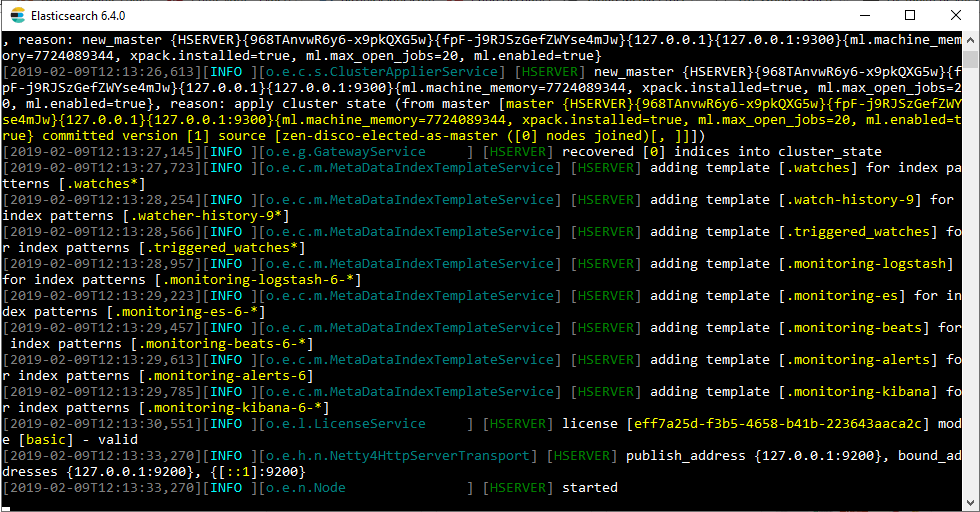 Elasticsearch 6.4.0
, reason: new_master {HSERVER}{968TAnvwR6y6-x9pkQXG5w}{fpF-j9RJSzGefZWYse4mJw}{127.0.0.1}{127.0.0.1:9300}{ml.machine_mem
ory=7724089344, xpack.installed=true, ml.max_open_jobs=20, ml.enabled=true}
[2019-02-09T12:13:26,613][INFO ][o.e.c.s.ClusterApplierService] [HSERVER] new_master {HSERVER}{968TAnvwR6y6-x9pkQXG5w}{f
pF-j9RJSzGefZWYse4mJw}{127.0.0.1}{127.0.0.1:9300}{ml.machine_memory=7724089344, xpack.installed=true, ml.max_open_jobs=2
0, ml.enabled=true}, reason: apply cluster state (from master [master {HSERVER}{968TAnvwR6y6-x9pkQXG5w}{fpF-j9RJSzGefZWY
se4mJw}{127.0.0.1}{127.0.0.1:9300}{ml.machine_memory=7724089344, xpack.installed=true, ml.max_open_jobs=20, ml.enabled=t
rue} committed version [1] source [zen-disco-elected-as-master ([0] nodes joined)[, ]]])
[2019-02-09T12:13:27,145][INFO ][o.e.g.GatewayService     ] [HSERVER] recovered [0] indices into cluster_state
[2019-02-09T12:13:27,723][INFO ][o.e.c.m.MetaDataIndexTemplateService] [HSERVER] adding template [.watches] for index pa
tterns [.watches*]
[2019-02-09T12:13:28,254][INFO ][o.e.c.m.MetaDataIndexTemplateService] [HSERVER] adding template [.watch-history-9] for
index patterns [.watcher-history-9*]
[2019-02-09T12:13:28,566][INFO ][o.e.c.m.MetaDataIndexTemplateService] [HSERVER] adding template [.triggered_watches] fo
r index patterns [.triggered_watches*]
[2019-02-09T12:13:28,957][INFO ][o.e.c.m.MetaDataIndexTemplateService] [HSERVER] adding template [.monitoring-logstash]
for index patterns [.monitoring-logstash-6-*]
[2019-02-09T12:13:29,223][INFO ][o.e.c.m.MetaDataIndexTemplateService] [HSERVER] adding template [.monitoring-es] for in
dex patterns [.monitoring-es-6-*]
[2019-02-09T12:13:29,457][INFO ][o.e.c.m.MetaDataIndexTemplateService] [HSERVER] adding template [.monitoring-beats] for
 index patterns [.monitoring-beats-6-*]
[2019-02-09T12:13:29,613][INFO ][o.e.c.m.MetaDataIndexTemplateService] [HSERVER] adding template [.monitoring-alerts] fo
r index patterns [.monitoring-alerts-6]
[2019-02-09T12:13:29,785][INFO ][o.e.c.m.MetaDataIndexTemplateService] [HSERVER] adding template [.monitoring-kibana] fo
r index patterns [.monitoring-kibana-6-*]
[2019-02-09T12:13:30,551][INFO ][o.e.l.LicenseService     ] [HSERVER] license [eff7a25d-f3b5-4658-b41b-223643aaca2c] mod
e [basic] - valid
[2019-02-09T12:13:33,270][INFO ][o.e.h.n.Netty4HttpServerTransport] [HSERVER] publish_address {127.0.0.1:9200}, bound_ad
dresses {127.0.0.1:9200}, {[::1]:9200}
[2019-02-09T12:13:33,270][INFO ][o.e.n.Node               ] [HSERVER] started